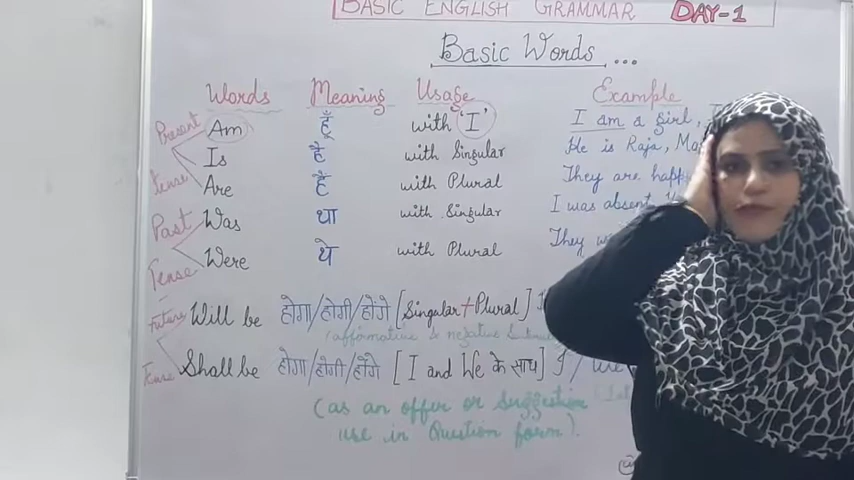 BASIC ENGLISH GRAMMAR DAY-1
Basic Words ...
Words Meaning Usage Example
Present Tense
Am हूँ with 'I' I am a girl,
Is है with Singular He is Raja,
Are हैं with Plural They are happ
Past Tense
Was था with Singular I was absent
Were थे with Plural They
Future Tense
Will be होगा/होगी/होंगे [Singular+Plural]
(affirmative & negative sentences
Shall be होगा/होगी/होंगे [I and We के साथ] I / we
(as an offer or suggestion
use in Question form).
@